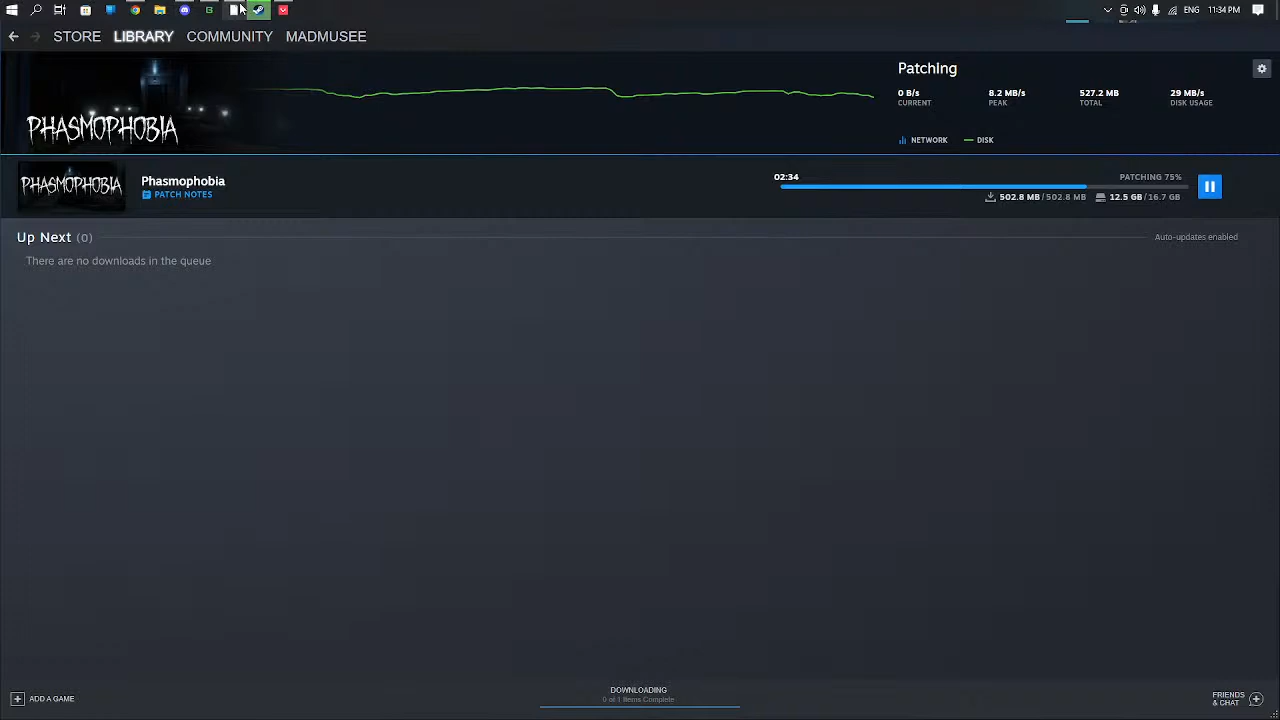 ENG 11:34 PM
STORE LIBRARY COMMUNITY MADMUSEE
PHASMOPHOBIA
Patching
0 B/s 8.2 MB/s 527.2 MB 29 MB/s
CURRENT PEAK TOTAL DISK USAGE
NETWORK DISK
PHASMOPHOBIA
Phasmophobia
PATCH NOTES
02:34 PATCHING 75%
502.8 MB/502.8 MB 12.5 GB/16.7 GB
Up Next (0) Auto-updates enabled
There are no downloads in the queue
ADD A GAME
DOWNLOADING
0 of 1 Items Complete
FRIENDS
& CHAT